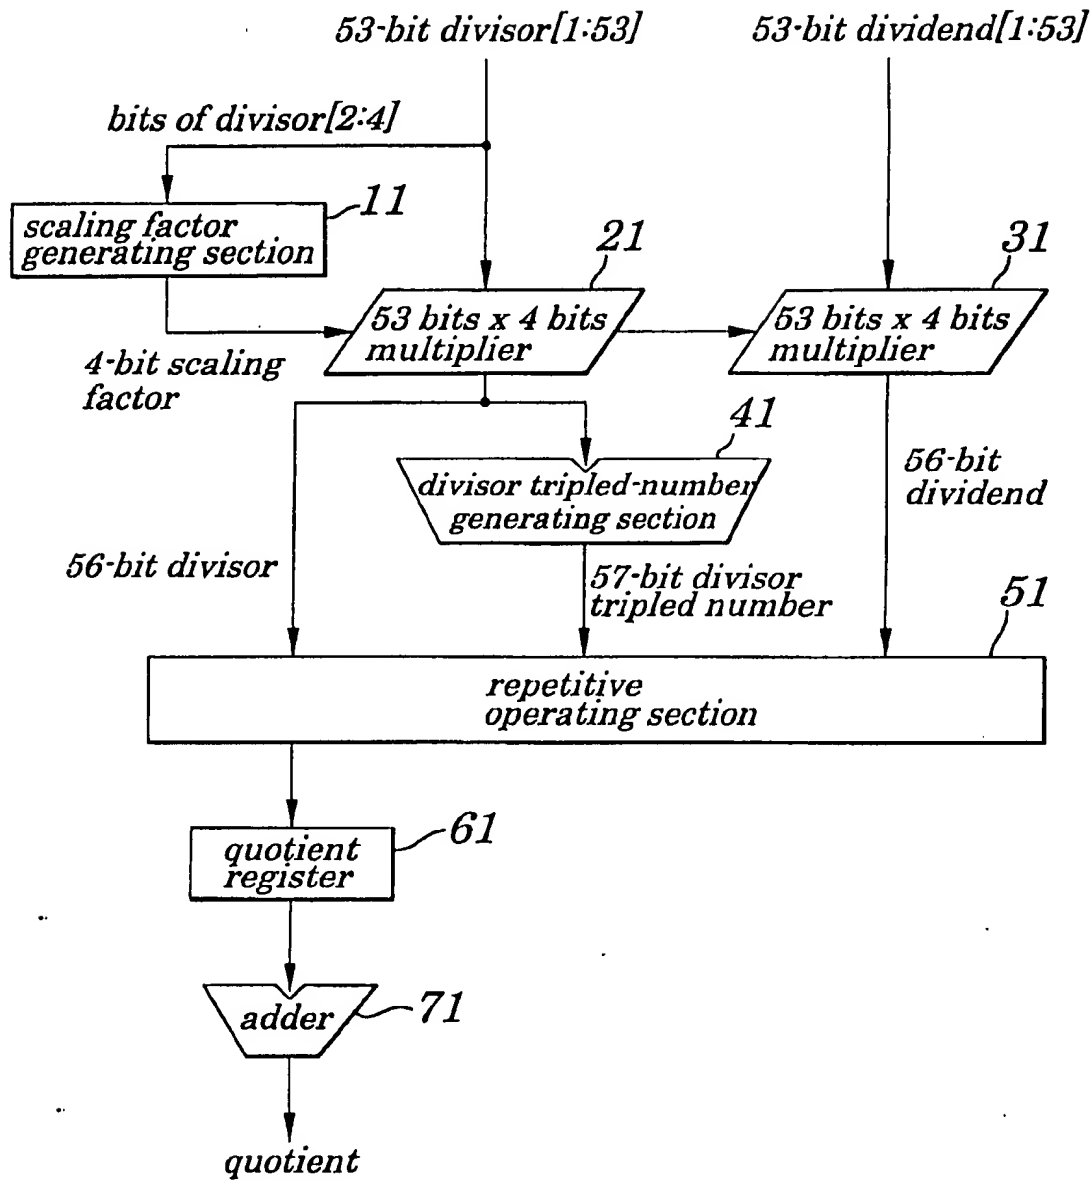 53-bit divisor[1:53]
53-bit dividend[1:53]
bits of divisor[2:4]
11
scaling factor
generating section
21
31
53 bits x 4 bits
multiplier
53 bits x 4 bits
multiplier
4-bit scaling
factor
41
divisor tripled-number
generating section
56-bit
dividend
56-bit divisor
57-bit divisor
tripled number
51
repetitive
operating section
61
quotient
register
adder
71
quotient